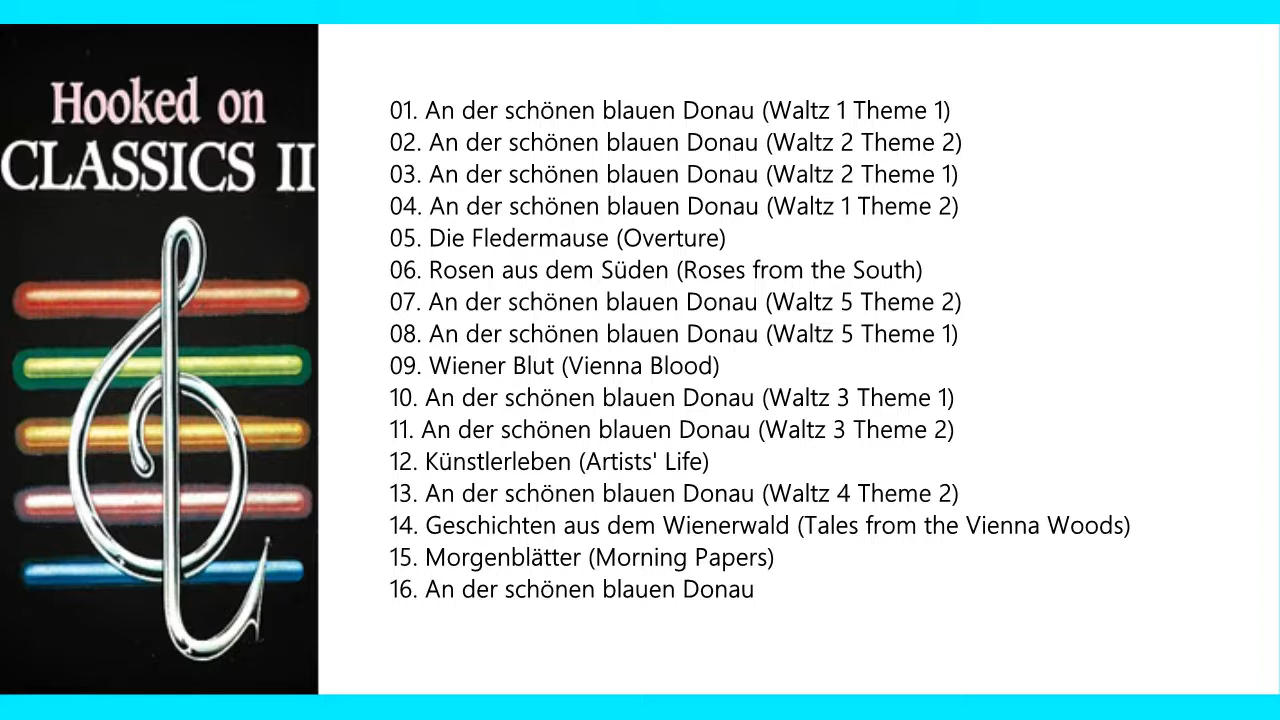 Hooked on
CLASSICS II
01. An der schönen blauen Donau (Waltz 1 Theme 1)
02. An der schönen blauen Donau (Waltz 2 Theme 2)
03. An der schönen blauen Donau (Waltz 2 Theme 1)
04. An der schönen blauen Donau (Waltz 1 Theme 2)
05. Die Fledermause (Overture)
06. Rosen aus dem Süden (Roses from the South)
07. An der schönen blauen Donau (Waltz 5 Theme 2)
08. An der schönen blauen Donau (Waltz 5 Theme 1)
09. Wiener Blut (Vienna Blood)
10. An der schönen blauen Donau (Waltz 3 Theme 1)
11. An der schönen blauen Donau (Waltz 3 Theme 2)
12. Künstlerleben (Artists' Life)
13. An der schönen blauen Donau (Waltz 4 Theme 2)
14. Geschichten aus dem Wienerwald (Tales from the Vienna Woods)
15. Morgenblätter (Morning Papers)
16. An der schönen blauen Donau